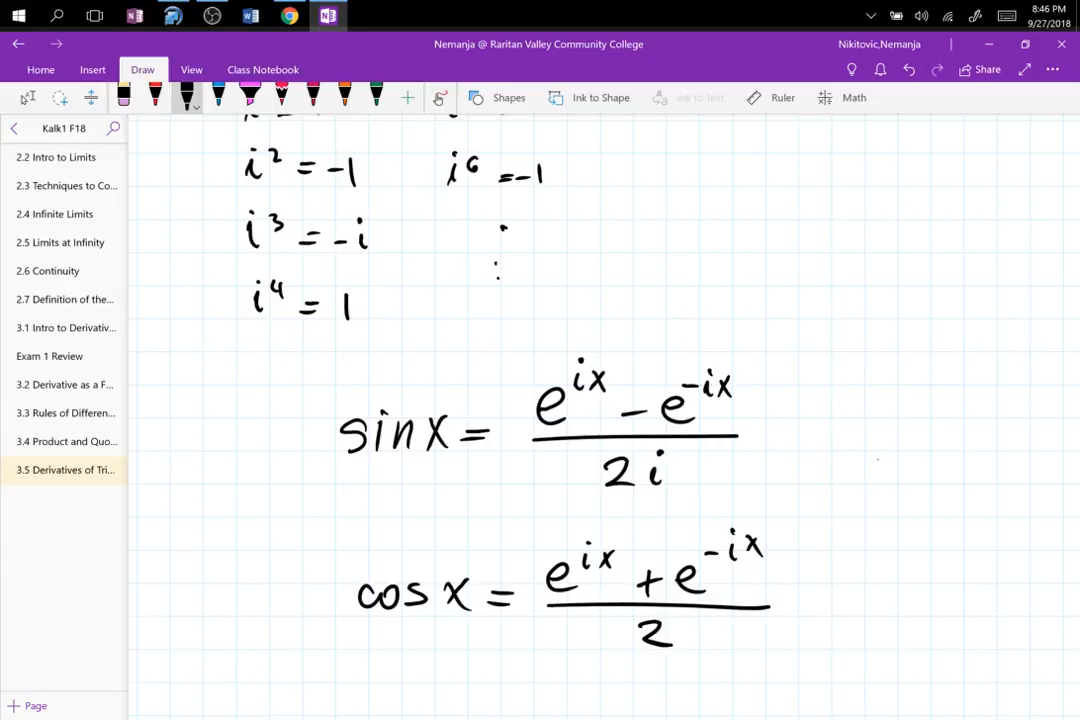 8:46 PM
9/27/2018
Nemanja @ Raritan Valley Community College
Nikitovic,Nemanja
Home Insert Draw View Class Notebook
Share
Shapes Ink to Shape Ink to Text Ruler Math
Kalk1 F18
2.2 Intro to Limits
2.3 Techniques to Co...
2.4 Infinite Limits
2.5 Limits at Infinity
2.6 Continuity
2.7 Definition of the...
3.1 Intro to Derivativ...
Exam 1 Review
3.2 Derivative as a F...
3.3 Rules of Differen...
3.4 Product and Quo...
3.5 Derivatives of Tri...
+ Page
i² = -1 i⁶ = -1
i³ = -i
i⁴ = 1
sin x = (e^{ix} - e^{-ix}) / 2i
cos x = (e^{ix} + e^{-ix}) / 2